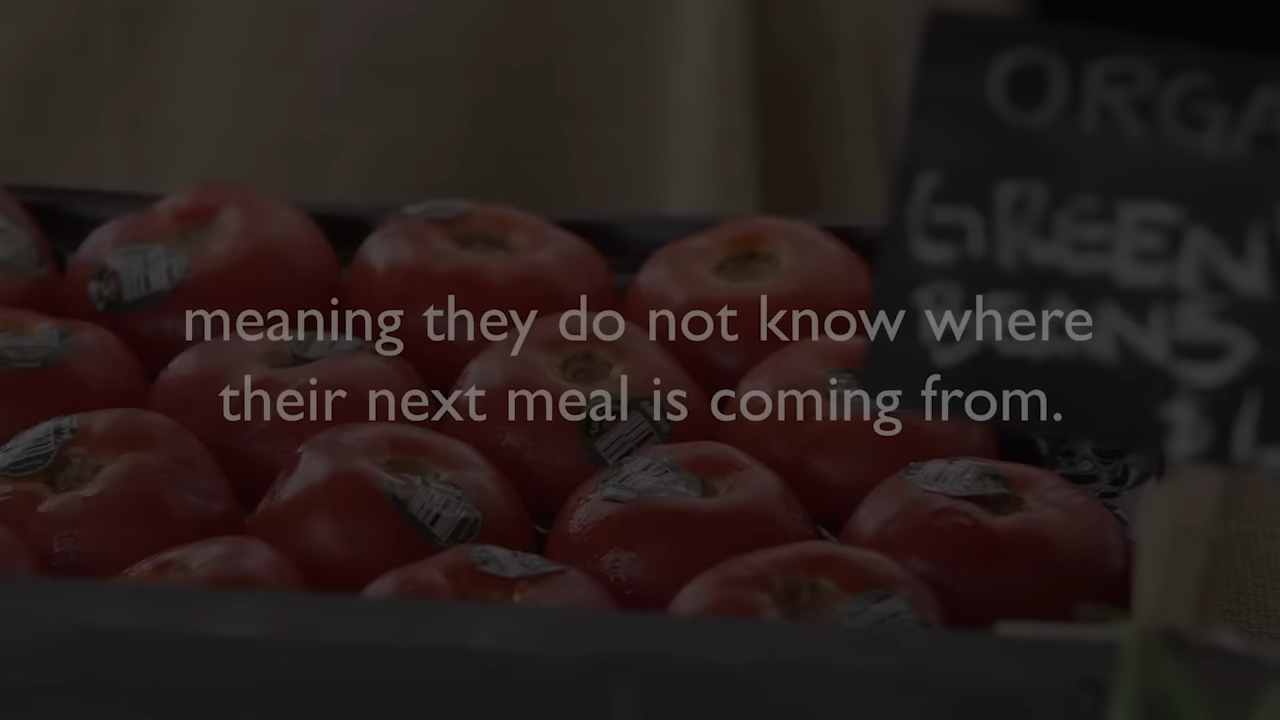 meaning they do not know where
their next meal is coming from.
ORGA
GREEN
BEANS